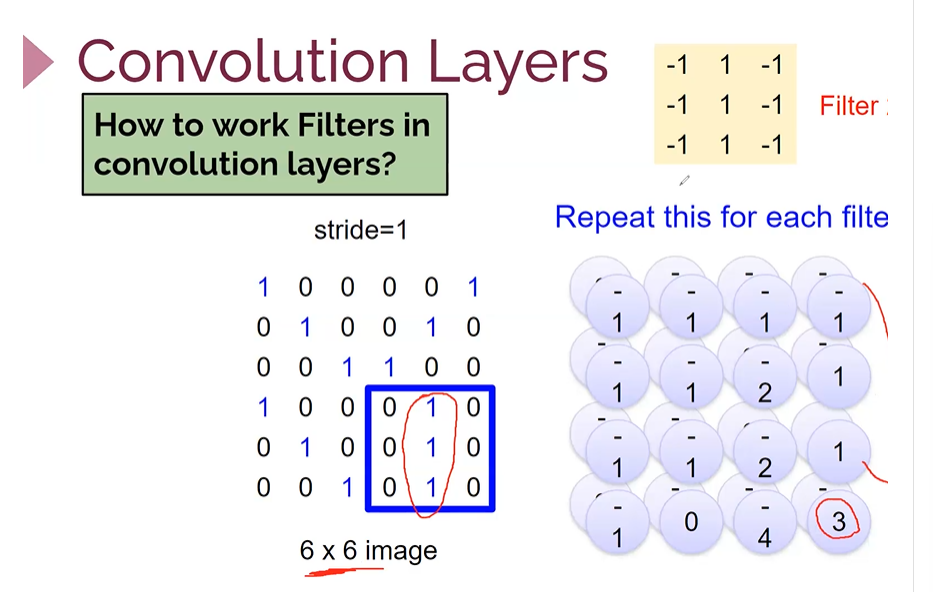 Convolution Layers
How to work Filters in
convolution layers?
-1 1 -1
-1 1 -1
-1 1 -1
Filter
Repeat this for each filte
stride=1
1 0 0 0 0 1
0 1 0 0 1 0
0 0 1 1 0 0
1 0 0 0 1 0
0 1 0 0 1 0
0 0 1 0 1 0
6 x 6 image
-1 -1 -1 -1
-1 -1 -2 1
-1 -1 -2 1
-1 0 -4 3